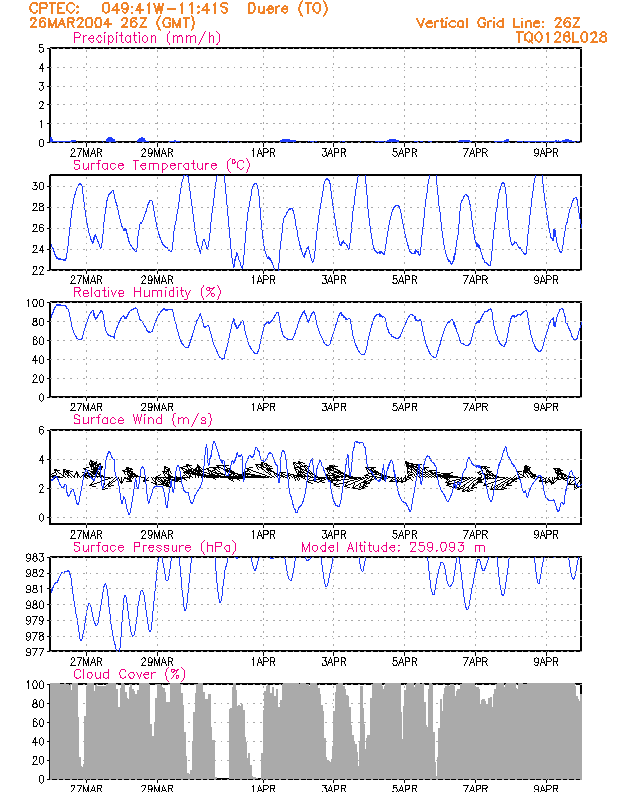 CPTEC: 049:41W-11:41S Duere (TO)
26MAR2004 26Z (GMT) Vertical Grid Line: 26Z
Precipitation (mm/h) TQ0126L028
5
4
3
2
1
0
27MAR 29MAR 1APR 3APR 5APR 7APR 9APR
Surface Temperature (°C)
30
28
26
24
22
27MAR 29MAR 1APR 3APR 5APR 7APR 9APR
Relative Humidity (%)
100
80
60
40
20
0
27MAR 29MAR 1APR 3APR 5APR 7APR 9APR
Surface Wind (m/s)
6
4
2
0
27MAR 29MAR 1APR 3APR 5APR 7APR 9APR
Surface Pressure (hPa) Model Altitude: 259.093 m
983
982
981
980
979
978
977
27MAR 29MAR 1APR 3APR 5APR 7APR 9APR
Cloud Cover (%)
100
80
60
40
20
0
27MAR 29MAR 1APR 3APR 5APR 7APR 9APR